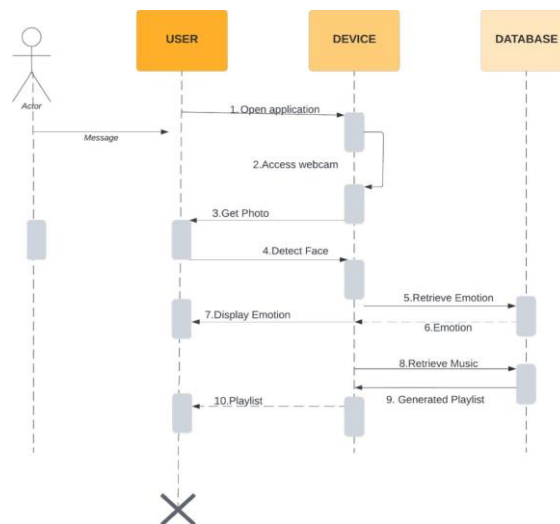 USER
DEVICE
DATABASE
Actor
1. Open application
Message
2.Access webcam
3.Get Photo
4.Detect Face
5.Retrieve Emotion
7.Display Emotion
6.Emotion
8.Retrieve Music
9. Generated Playlist
10.Playlist